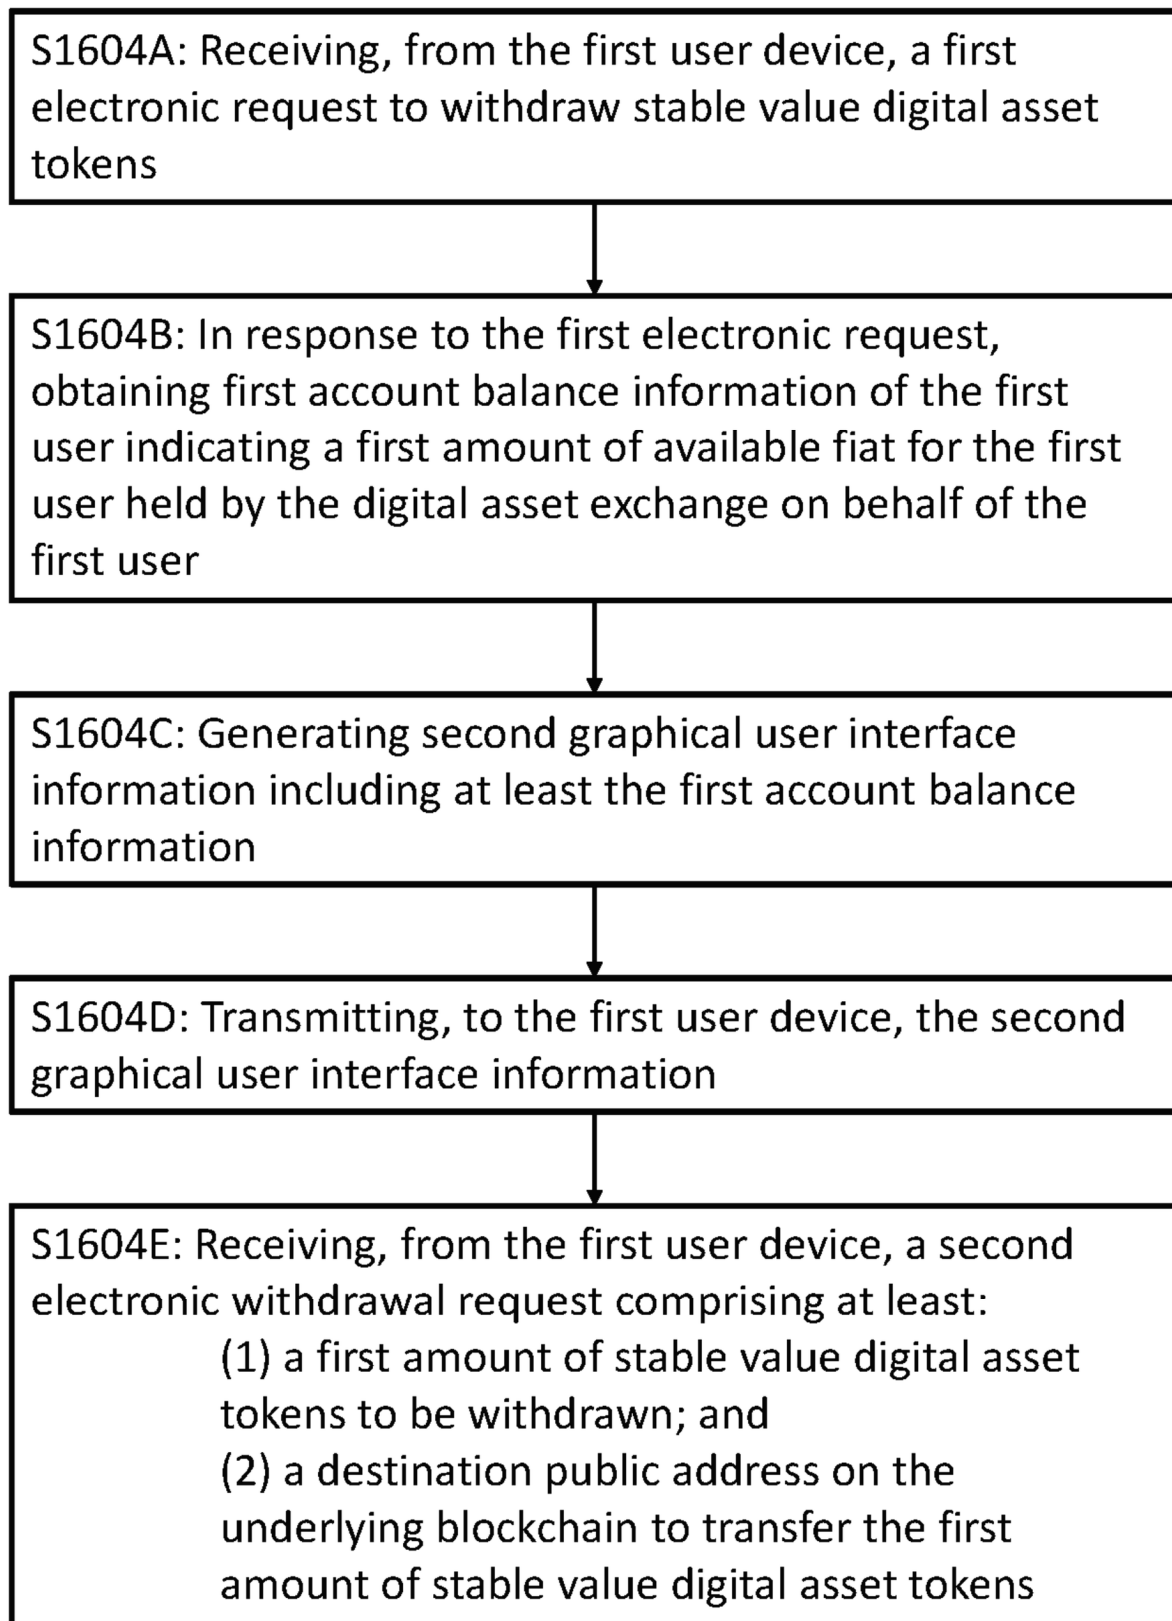 S1604A: Receiving, from the first user device, a first
electronic request to withdraw stable value digital asset
tokens
S1604B: In response to the first electronic request,
obtaining first account balance information of the first
user indicating a first amount of available fiat for the first
user held by the digital asset exchange on behalf of the
first user
S1604C: Generating second graphical user interface
information including at least the first account balance
information
S1604D: Transmitting, to the first user device, the second
graphical user interface information
S1604E: Receiving, from the first user device, a second
electronic withdrawal request comprising at least:
(1) a first amount of stable value digital asset
tokens to be withdrawn; and
(2) a destination public address on the
underlying blockchain to transfer the first
amount of stable value digital asset tokens